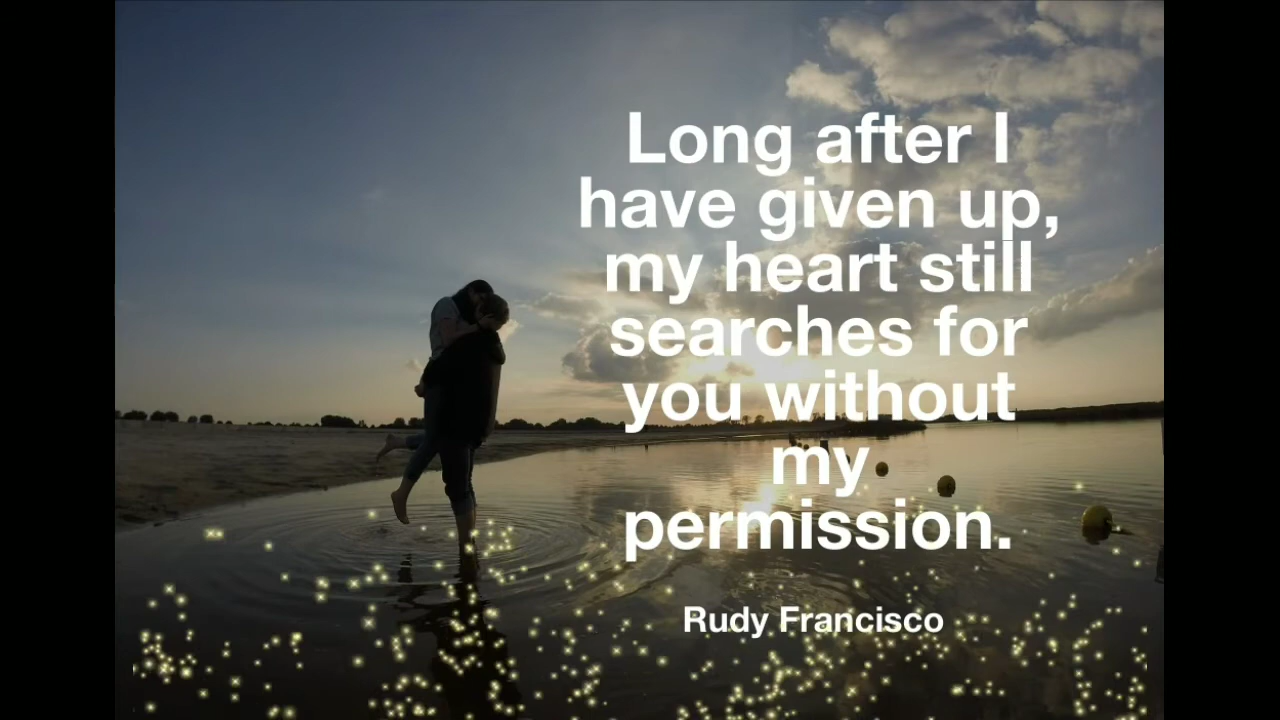 Long after I
have given up,
my heart still
searches for
you without
my
permission.
Rudy Francisco